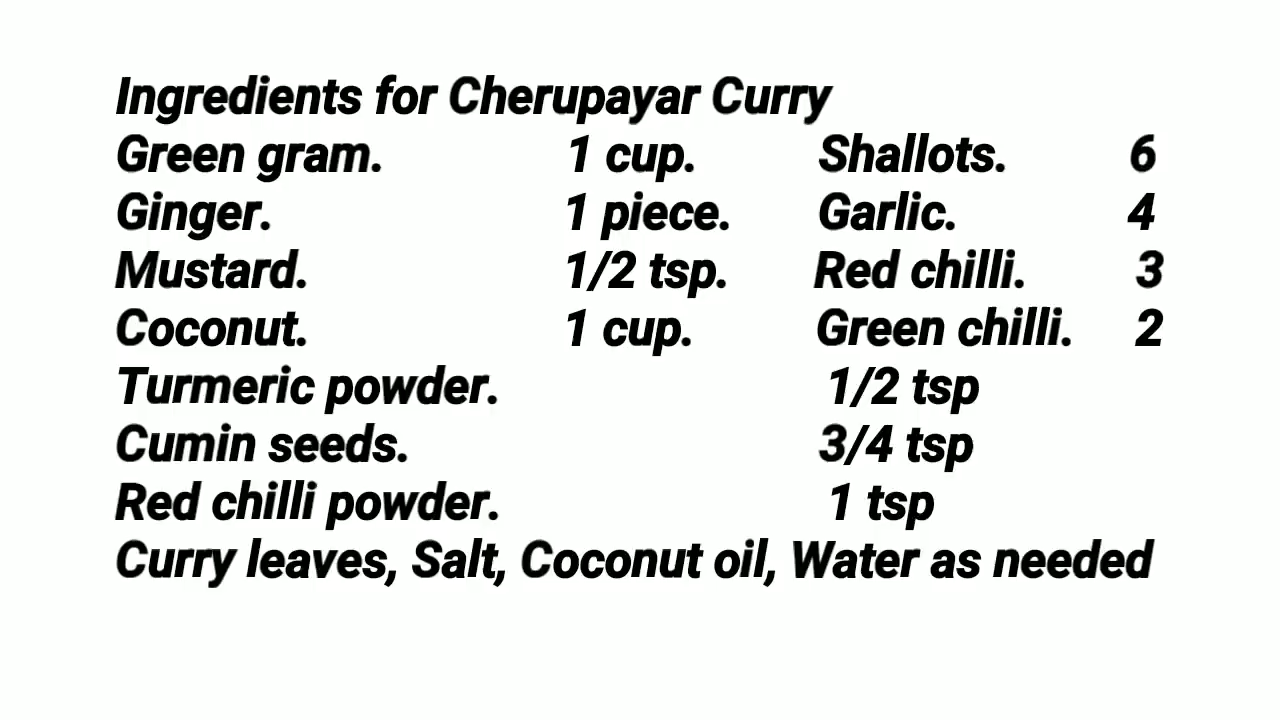 Ingredients for Cherupayar Curry
Green gram. 1 cup. Shallots. 6
Ginger. 1 piece. Garlic. 4
Mustard. 1/2 tsp. Red chilli. 3
Coconut. 1 cup. Green chilli. 2
Turmeric powder. 1/2 tsp
Cumin seeds. 3/4 tsp
Red chilli powder. 1 tsp
Curry leaves, Salt, Coconut oil, Water as needed